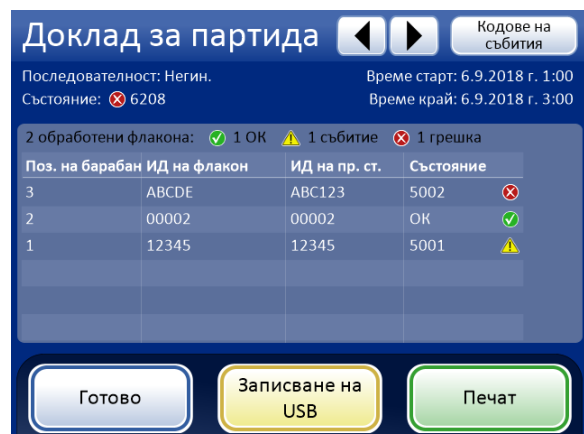 Доклад за партида
Кодове на
събития
Последователност: Негин.
Време старт: 6.9.2018 г. 1:00
Състояние: 6208
Време край: 6.9.2018 г. 3:00
2 обработени флакона: 1 ОК 1 събитие 1 грешка
Поз. на барабан ИД на флакон ИД на пр. ст. Състояние
3 ABCDE ABC123 5002
2 00002 00002 ОК
1 12345 12345 5001
Готово
Записване на
USB
Печат